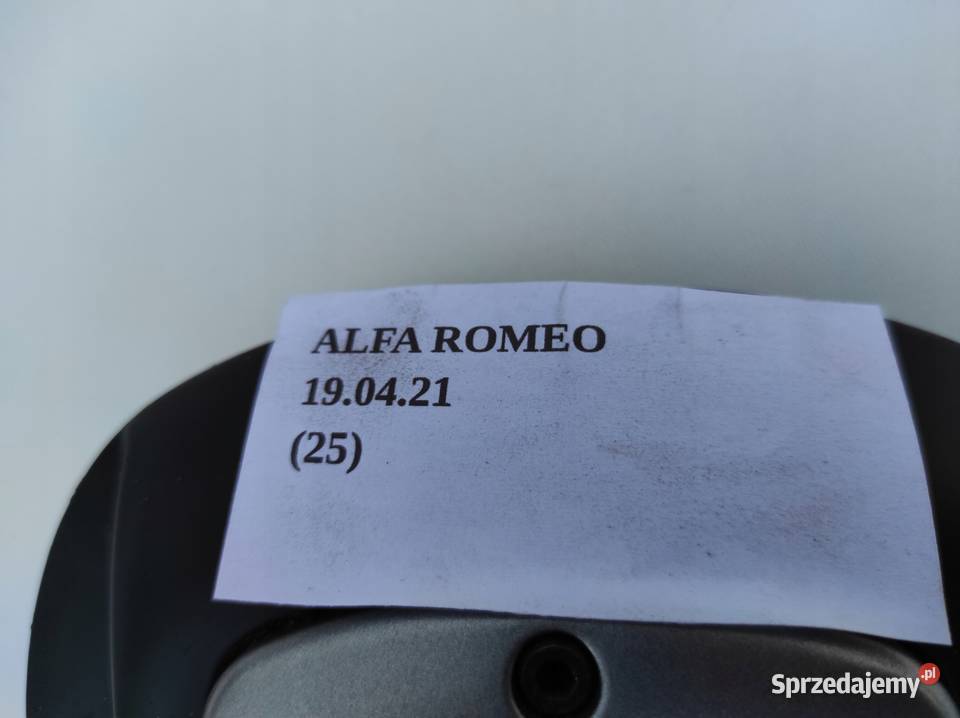 ALFA ROMEO
19.04.21
(25)
Sprzedajemy.pl